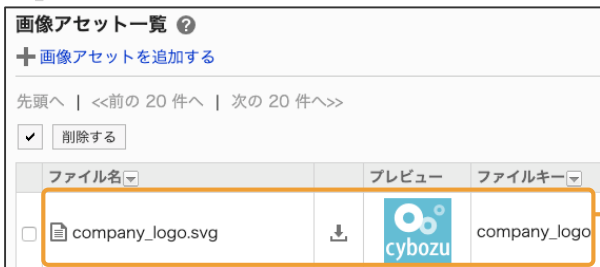 画像アセット一覧 ?
画像アセットを追加する
先頭へ | <<前の 20 件へ | 次の 20 件へ>>
削除する
ファイル名 プレビュー ファイルキー
company_logo.svg cybozu company_logo